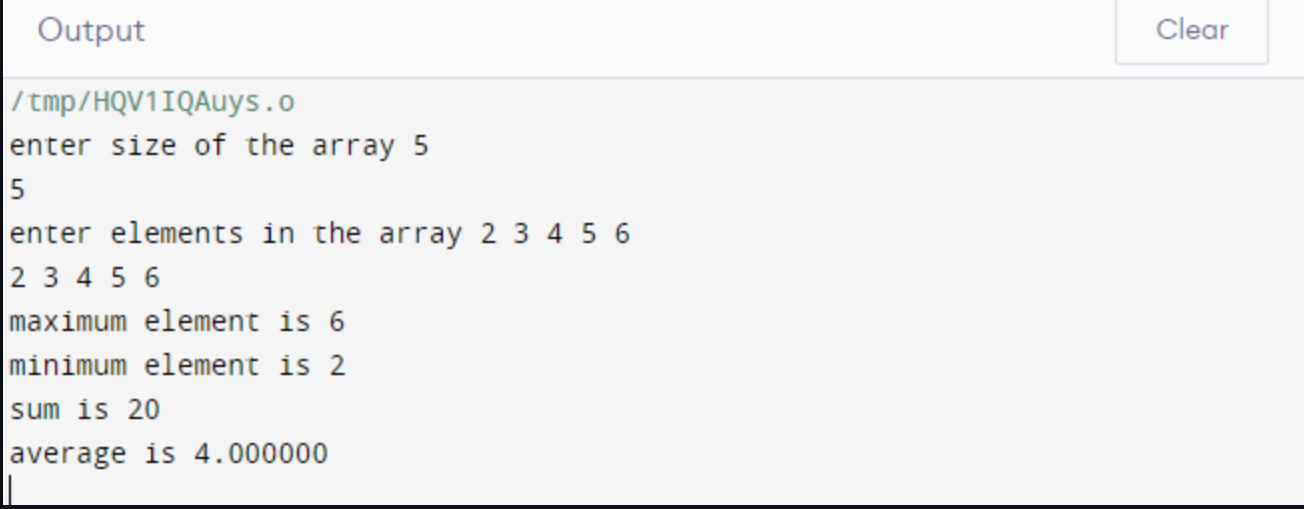 Output
Clear
/tmp/HQV1IQAuys.o
enter size of the array 5
5
enter elements in the array 2 3 4 5 6
2 3 4 5 6
maximum element is 6
minimum element is 2
sum is 20
average is 4.000000